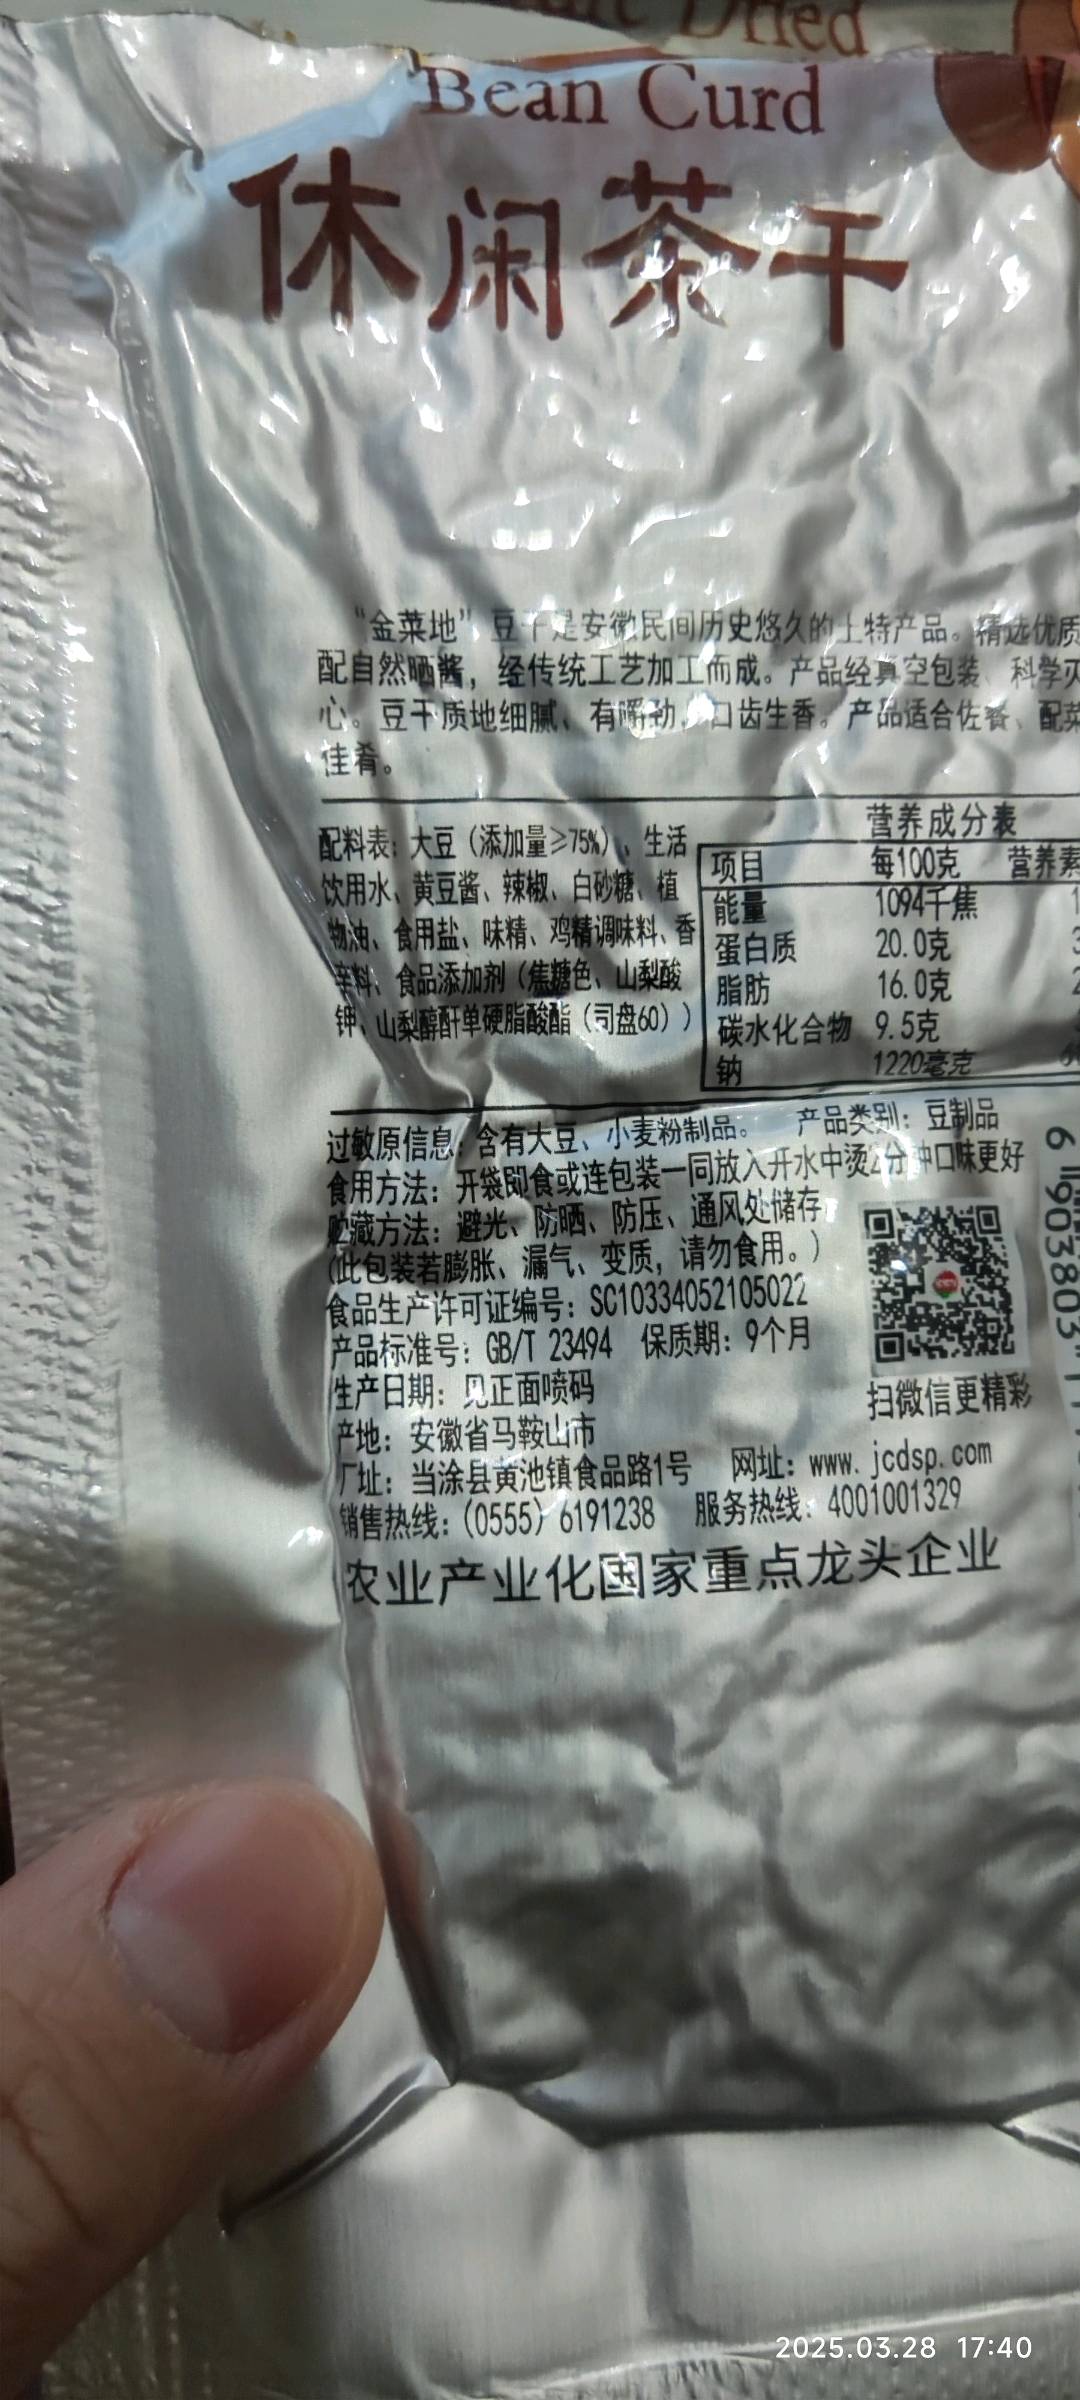 Dried
Bean Curd
休闲茶干
“金菜地”豆干是安徽民间历史悠久的土特产品。精选优质
配自然晒酱，经传统工艺加工而成。产品经真空包装、科学灭
心。豆干质地细腻、有嚼劲、口齿生香。产品适合佐餐、配菜
佳肴。
配料表：大豆（添加量≥75%）、生活
饮用水、黄豆酱、辣椒、白砂糖、植
物油、食用盐、味精、鸡精调味料、香
辛料、食品添加剂（焦糖色、山梨酸
钾、山梨醇酐单硬脂酸酯（司盘60））
营养成分表
项目 每100克 营养素
能量 1094千焦
蛋白质 20.0克
脂肪 16.0克
碳水化合物 9.5克
钠 1220毫克
过敏原信息：含有大豆、小麦粉制品。 产品类别：豆制品
食用方法：开袋即食或连包装一同放入开水中烫2分钟口味更好
贮藏方法：避光、防晒、防压、通风处储存
（此包装若膨胀、漏气、变质，请勿食用。）
食品生产许可证编号：SC10334052105022
产品标准号：GB/T 23494 保质期：9个月
生产日期：见正面喷码
产地：安徽省马鞍山市
厂址：当涂县黄池镇食品路1号 网址：www.jcdsp.com
销售热线：（0555）6191238 服务热线：4001001329
农业产业化国家重点龙头企业
扫微信更精彩
6 903803
2025.03.28 17:40